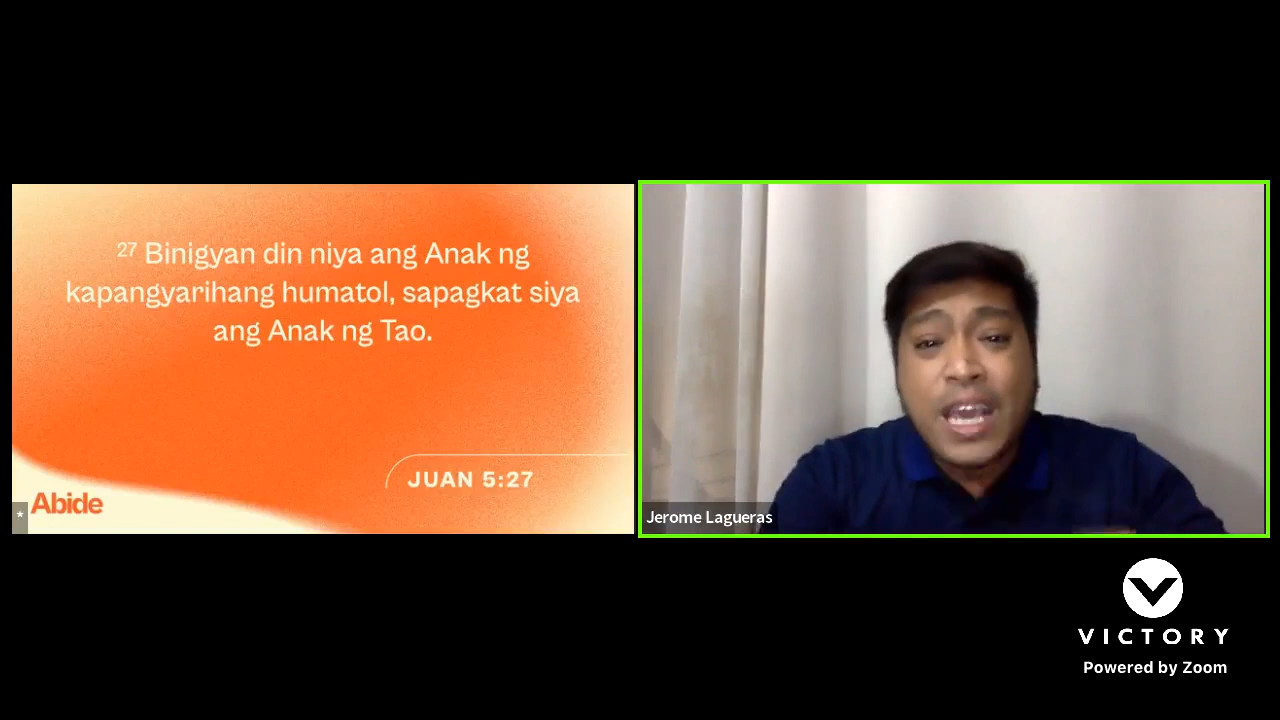 27 Binigyan din niya ang Anak ng
kapangyarihang humatol, sapagkat siya
ang Anak ng Tao.
JUAN 5:27
* Abide
Jerome Lagueras
VICTORY
Powered by Zoom